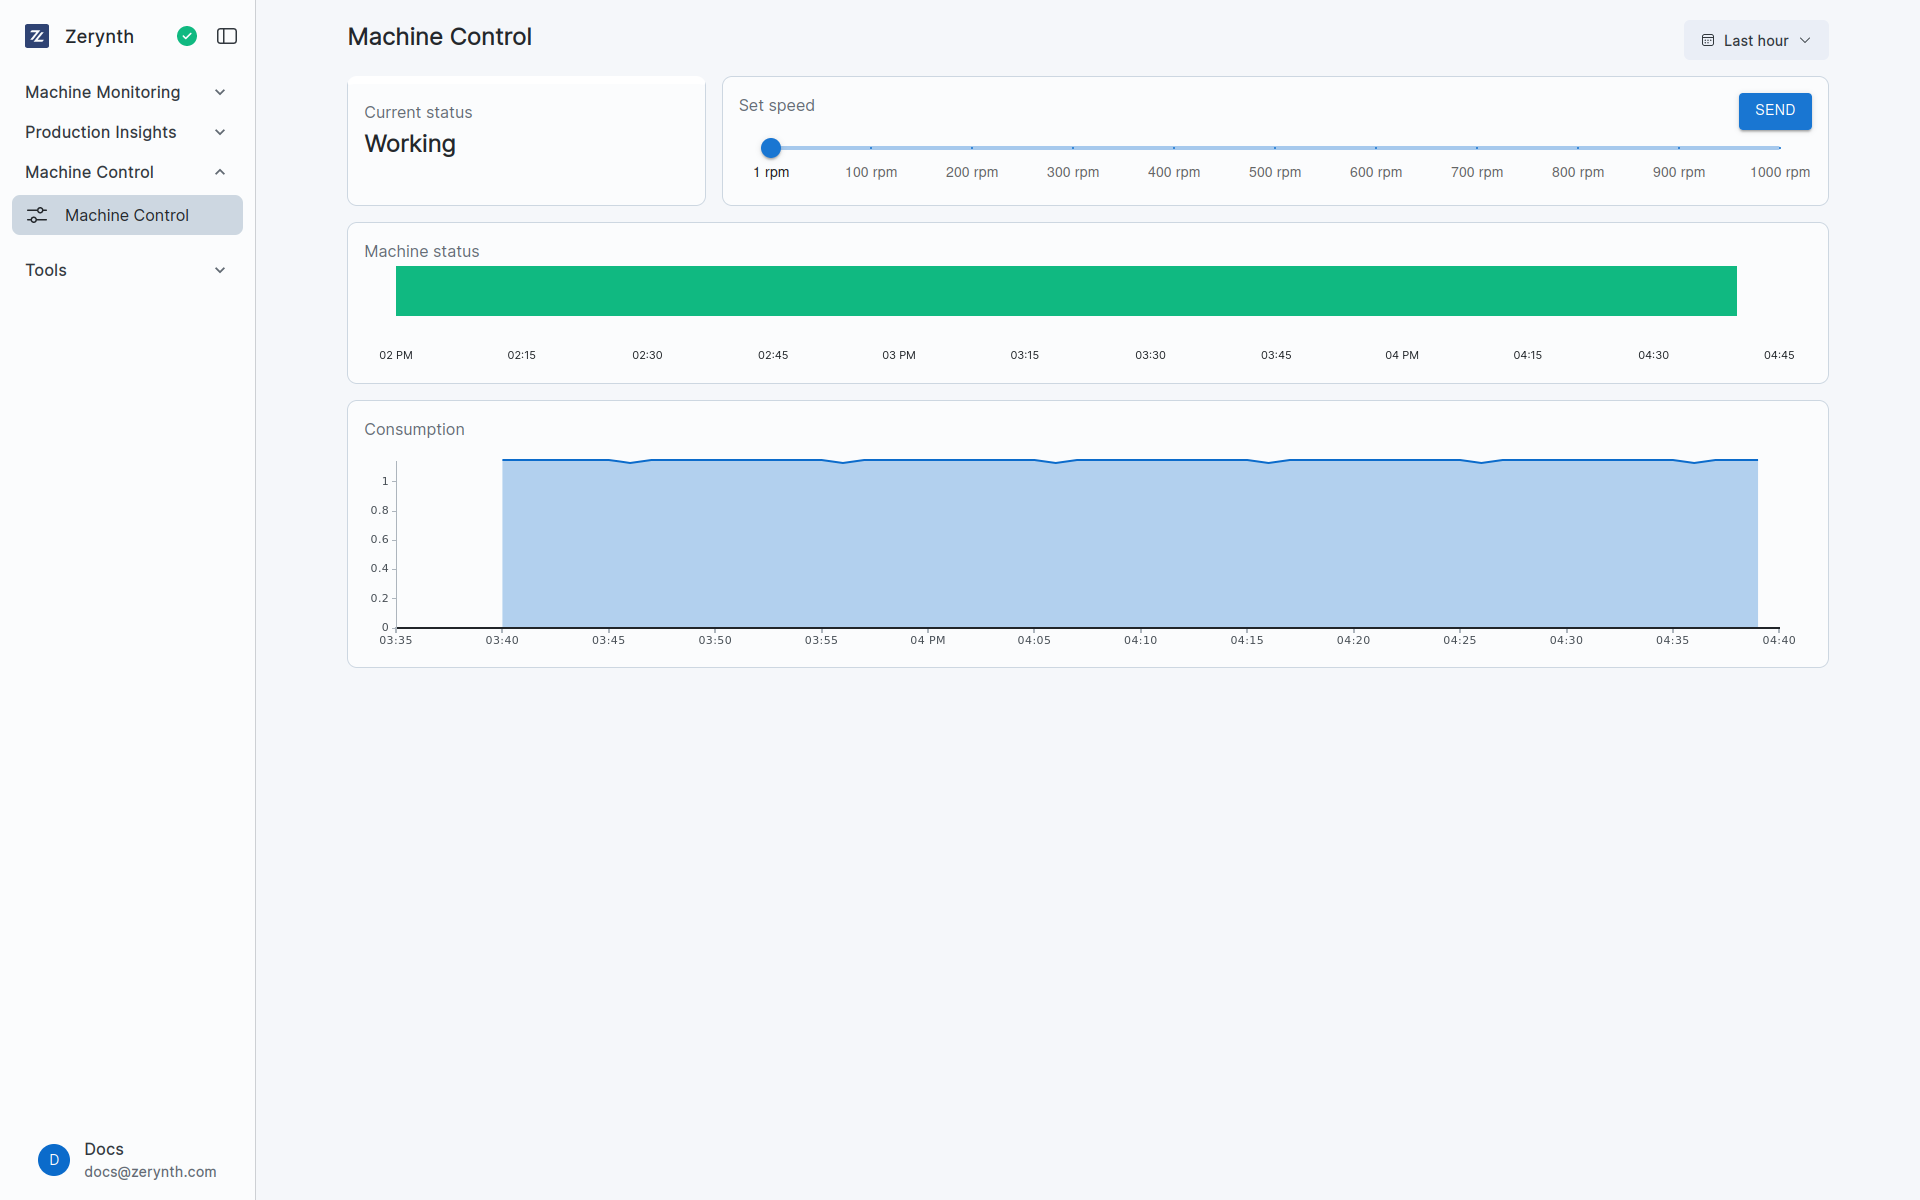 Zerynth
Machine Monitoring
Production Insights
Machine Control
Machine Control
Tools
Docs
D
docs@zerynth.com
Machine Control
Last hour
Current status
Working
Set speed
SEND
1 rpm 100 rpm 200 rpm 300 rpm 400 rpm 500 rpm 600 rpm 700 rpm 800 rpm 900 rpm 1000 rpm
Machine status
02 PM 02:15 02:30 02:45 03 PM 03:15 03:30 03:45 04 PM 04:15 04:30 04:45
Consumption
1
0.8
0.6
0.4
0.2
0
03:35 03:40 03:45 03:50 03:55 04 PM 04:05 04:10 04:15 04:20 04:25 04:30 04:35 04:40